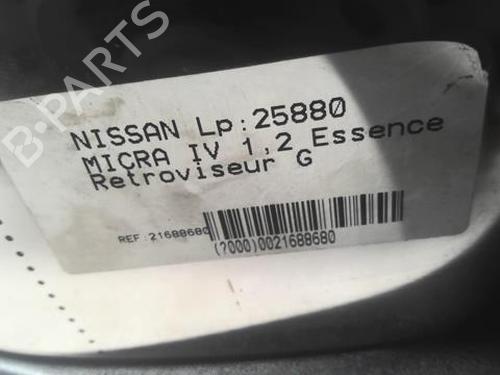 B-PARTS
NISSAN Lp:25880
MICRA IV 1,2 Essence
Retroviseur G
REF:21688680
(7000)0021688680